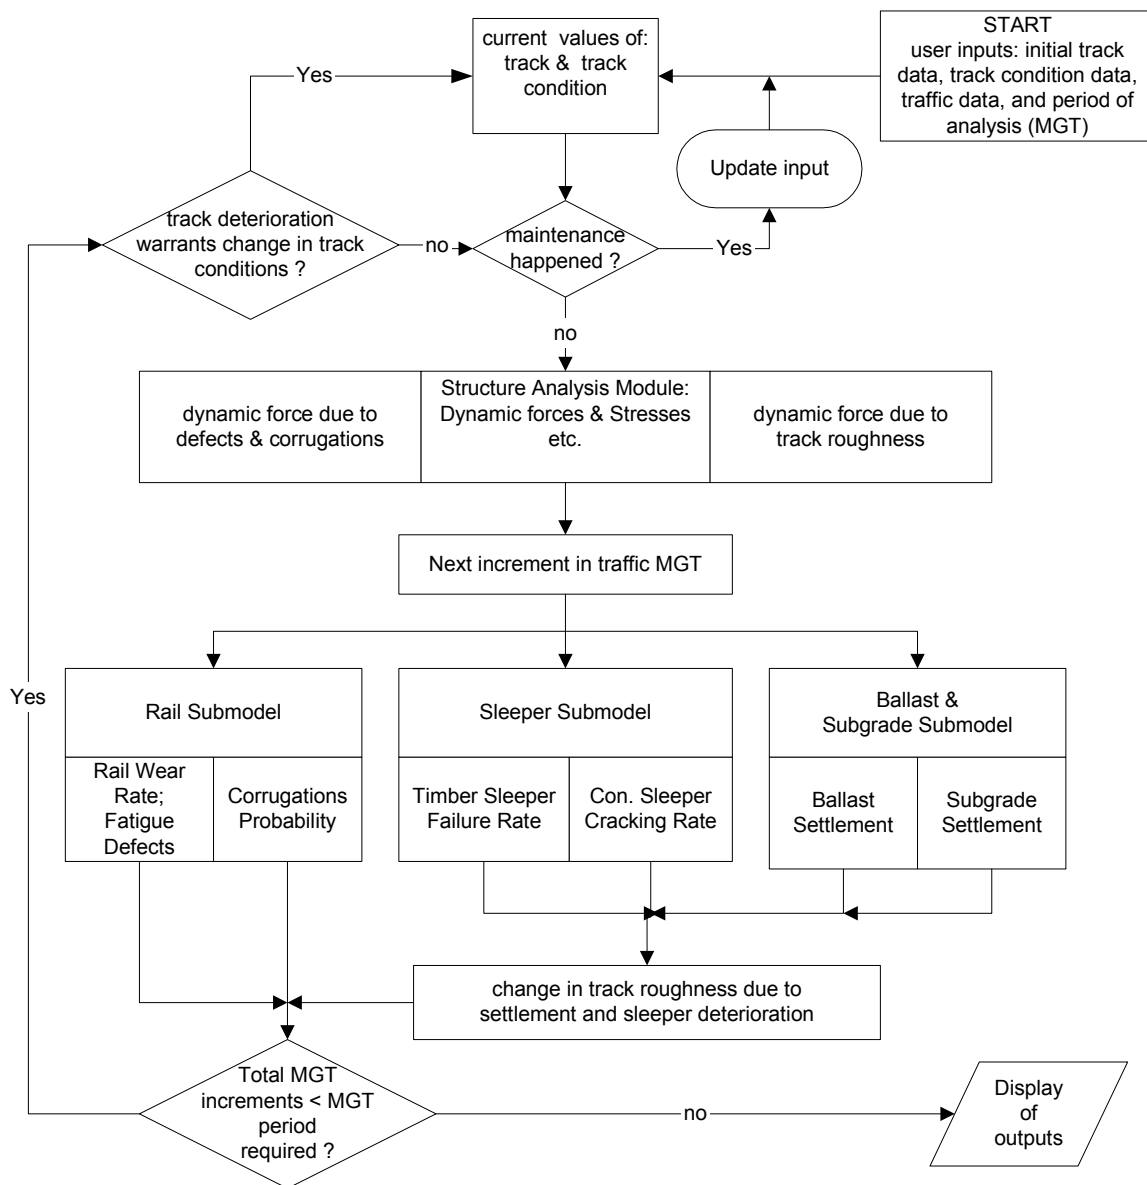 START
user inputs: initial track
data, track condition data,
traffic data, and period of
analysis (MGT)
current values of:
track & track
condition
Yes
Update input
track deterioration
warrants change in track
conditions ?
no
maintenance
happened ?
Yes
no
dynamic force due to
defects & corrugations
Structure Analysis Module:
Dynamic forces & Stresses
etc.
dynamic force due to
track roughness
Next increment in traffic MGT
Yes
Rail Submodel
Sleeper Submodel
Ballast &
Subgrade Submodel
Rail Wear
Rate;
Fatigue
Defects
Corrugations
Probability
Timber Sleeper
Failure Rate
Con. Sleeper
Cracking Rate
Ballast
Settlement
Subgrade
Settlement
change in track roughness due to
settlement and sleeper deterioration
Total MGT
increments < MGT
period
required ?
no
Display
of
outputs